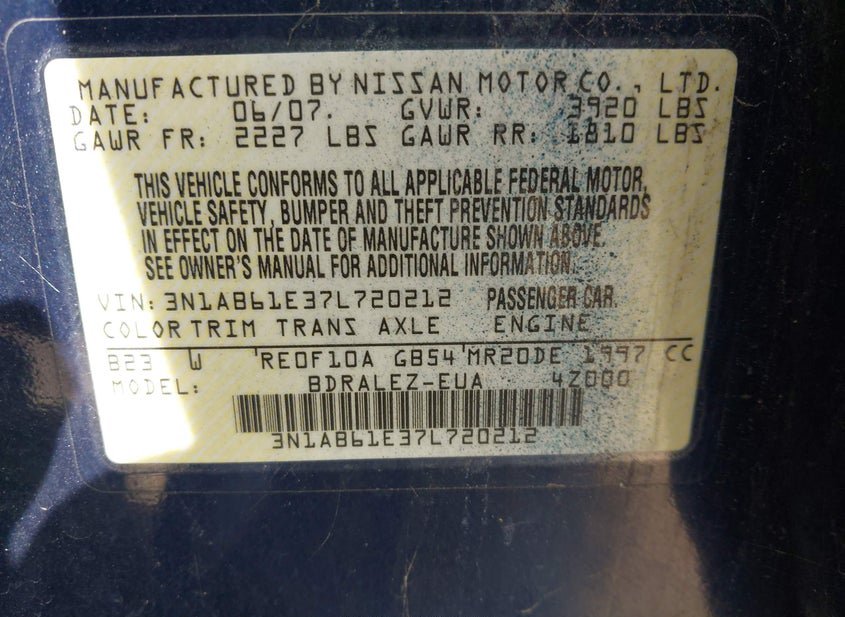 MANUFACTURED BY NISSAN MOTOR CO., LTD.
DATE: 06/07. GVWR: 3920 LBS
GAWR FR: 2227 LBS GAWR RR: 1810 LBS
THIS VEHICLE CONFORMS TO ALL APPLICABLE FEDERAL MOTOR
VEHICLE SAFETY, BUMPER AND THEFT PREVENTION STANDARDS
IN EFFECT ON THE DATE OF MANUFACTURE SHOWN ABOVE.
SEE OWNER'S MANUAL FOR ADDITIONAL INFORMATION.
VIN: 3N1AB61E37L720212 PASSENGER CAR
COLOR TRIM TRANS AXLE ENGINE
B23 W RE0F10A GB54 MR20DE 1997 CC
MODEL: BDRALEZ-EUA 4Z000
3N1AB61E37L720212